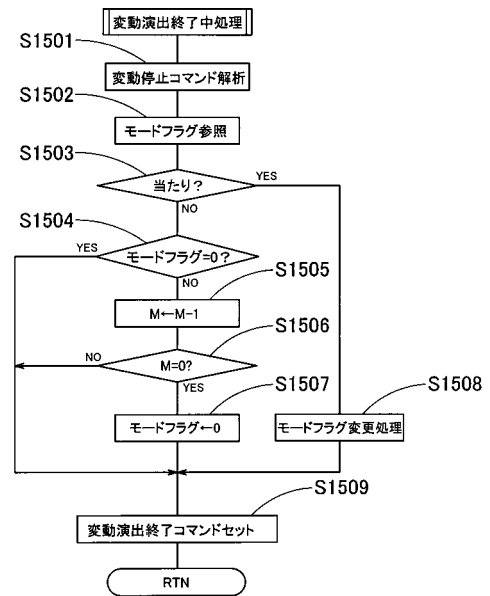 変動演出終了中処理
S1501
変動停止コマンド解析
S1502
モードフラグ参照
S1503
当たり？
YES
NO
S1504
モードフラグ=0？
YES
NO
S1505
M←M-1
S1506
M=0?
NO
YES
S1507
モードフラグ←0
S1508
モードフラグ変更処理
S1509
変動演出終了コマンドセット
RTN